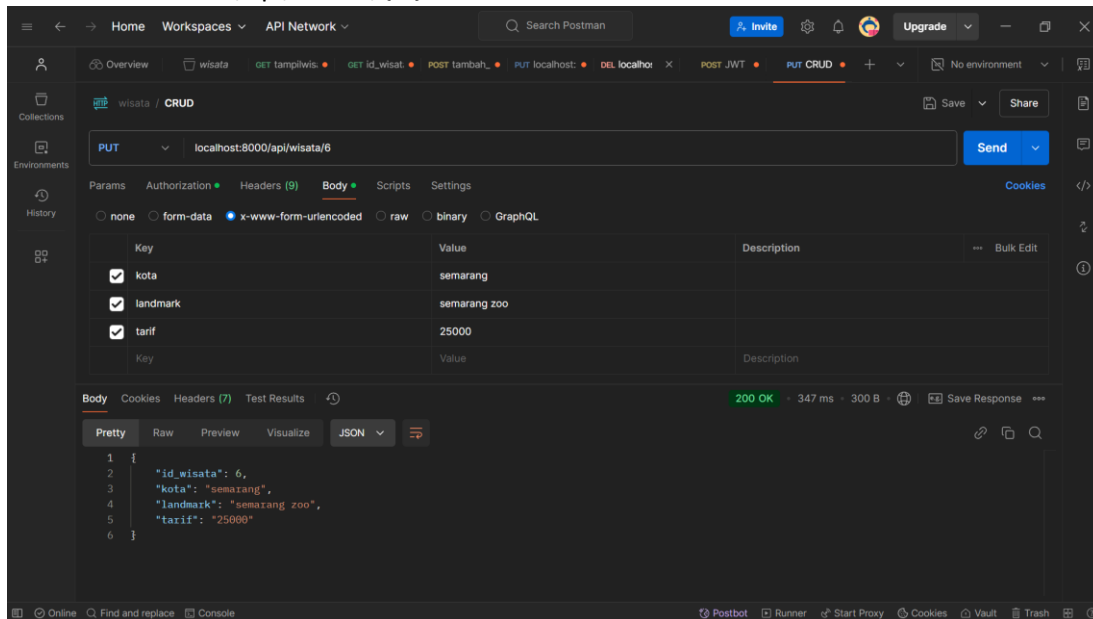 Home Workspaces API Network Search Postman Invite Upgrade
Overview wisata GET tampilwis. GET id_wisat. POST tambah_ PUT localhost: DEL localho: POST JWT PUT CRUD No environment
HTTP wisata / CRUD Save Share
Collections
PUT localhost:8000/api/wisata/6 Send
Environments
Params Authorization Headers (9) Body Scripts Settings Cookies
History
none form-data x-www-form-urlencoded raw binary GraphQL
Key Value Description Bulk Edit
kota semarang
landmark semarang zoo
tarif 25000
Key Value Description
Body Cookies Headers (7) Test Results 200 OK 347 ms 300 B Save Response
Pretty Raw Preview Visualize JSON
1 {
2 "id_wisata": 6,
3 "kota": "semarang",
4 "landmark": "semarang zoo",
5 "tarif": "25000"
6 }
Online Find and replace Console Postbot Runner Start Proxy Cookies Vault Trash